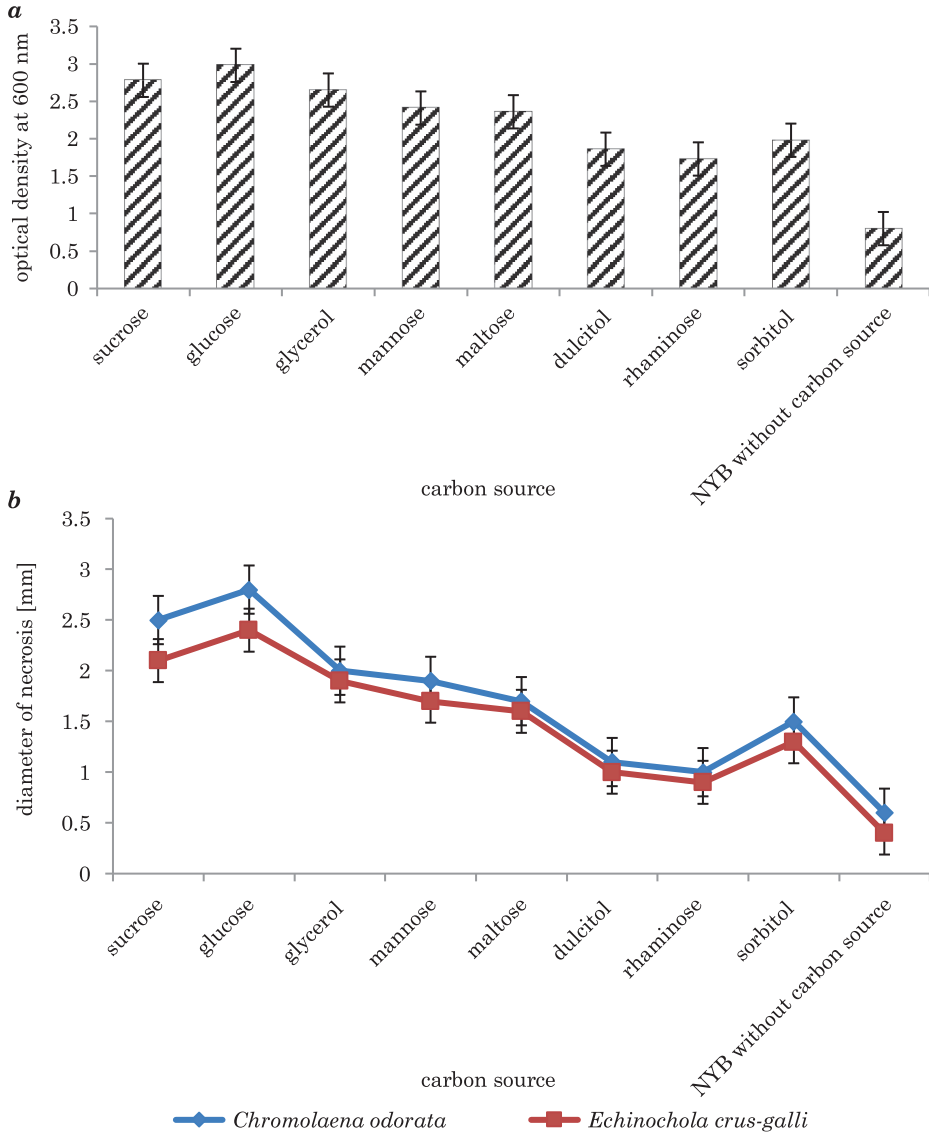 a
optical density at 600 nm
3.5
3
2.5
2
1.5
1
0.5
0
sucrose
glucose
glycerol
mannose
maltose
dulcitol
rhaminose
sorbitol
NYB without carbon source
carbon source
b
diameter of necrosis [mm]
3.5
3
2.5
2
1.5
1
0.5
0
sucrose
glucose
glycerol
mannose
maltose
dulcitol
rhaminose
sorbitol
NYB without carbon source
carbon source
Chromolaena odorata
Echinochola crus-galli